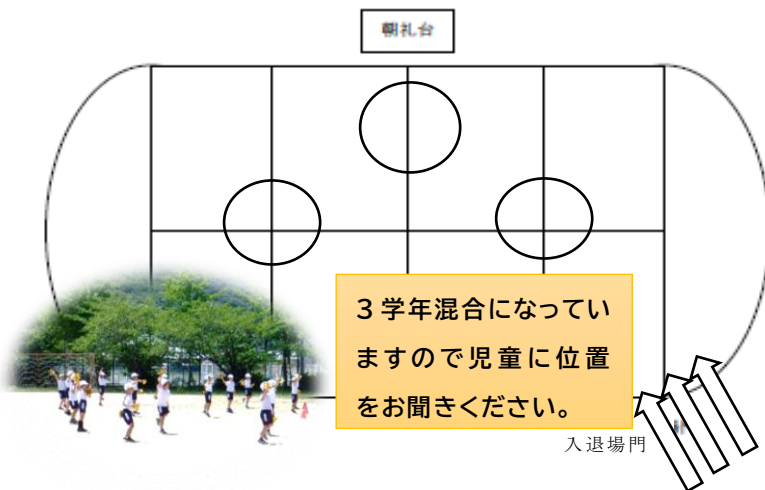 朝礼台
３学年混合になってい
ますので児童に位置
をお聞きください。
入退場門